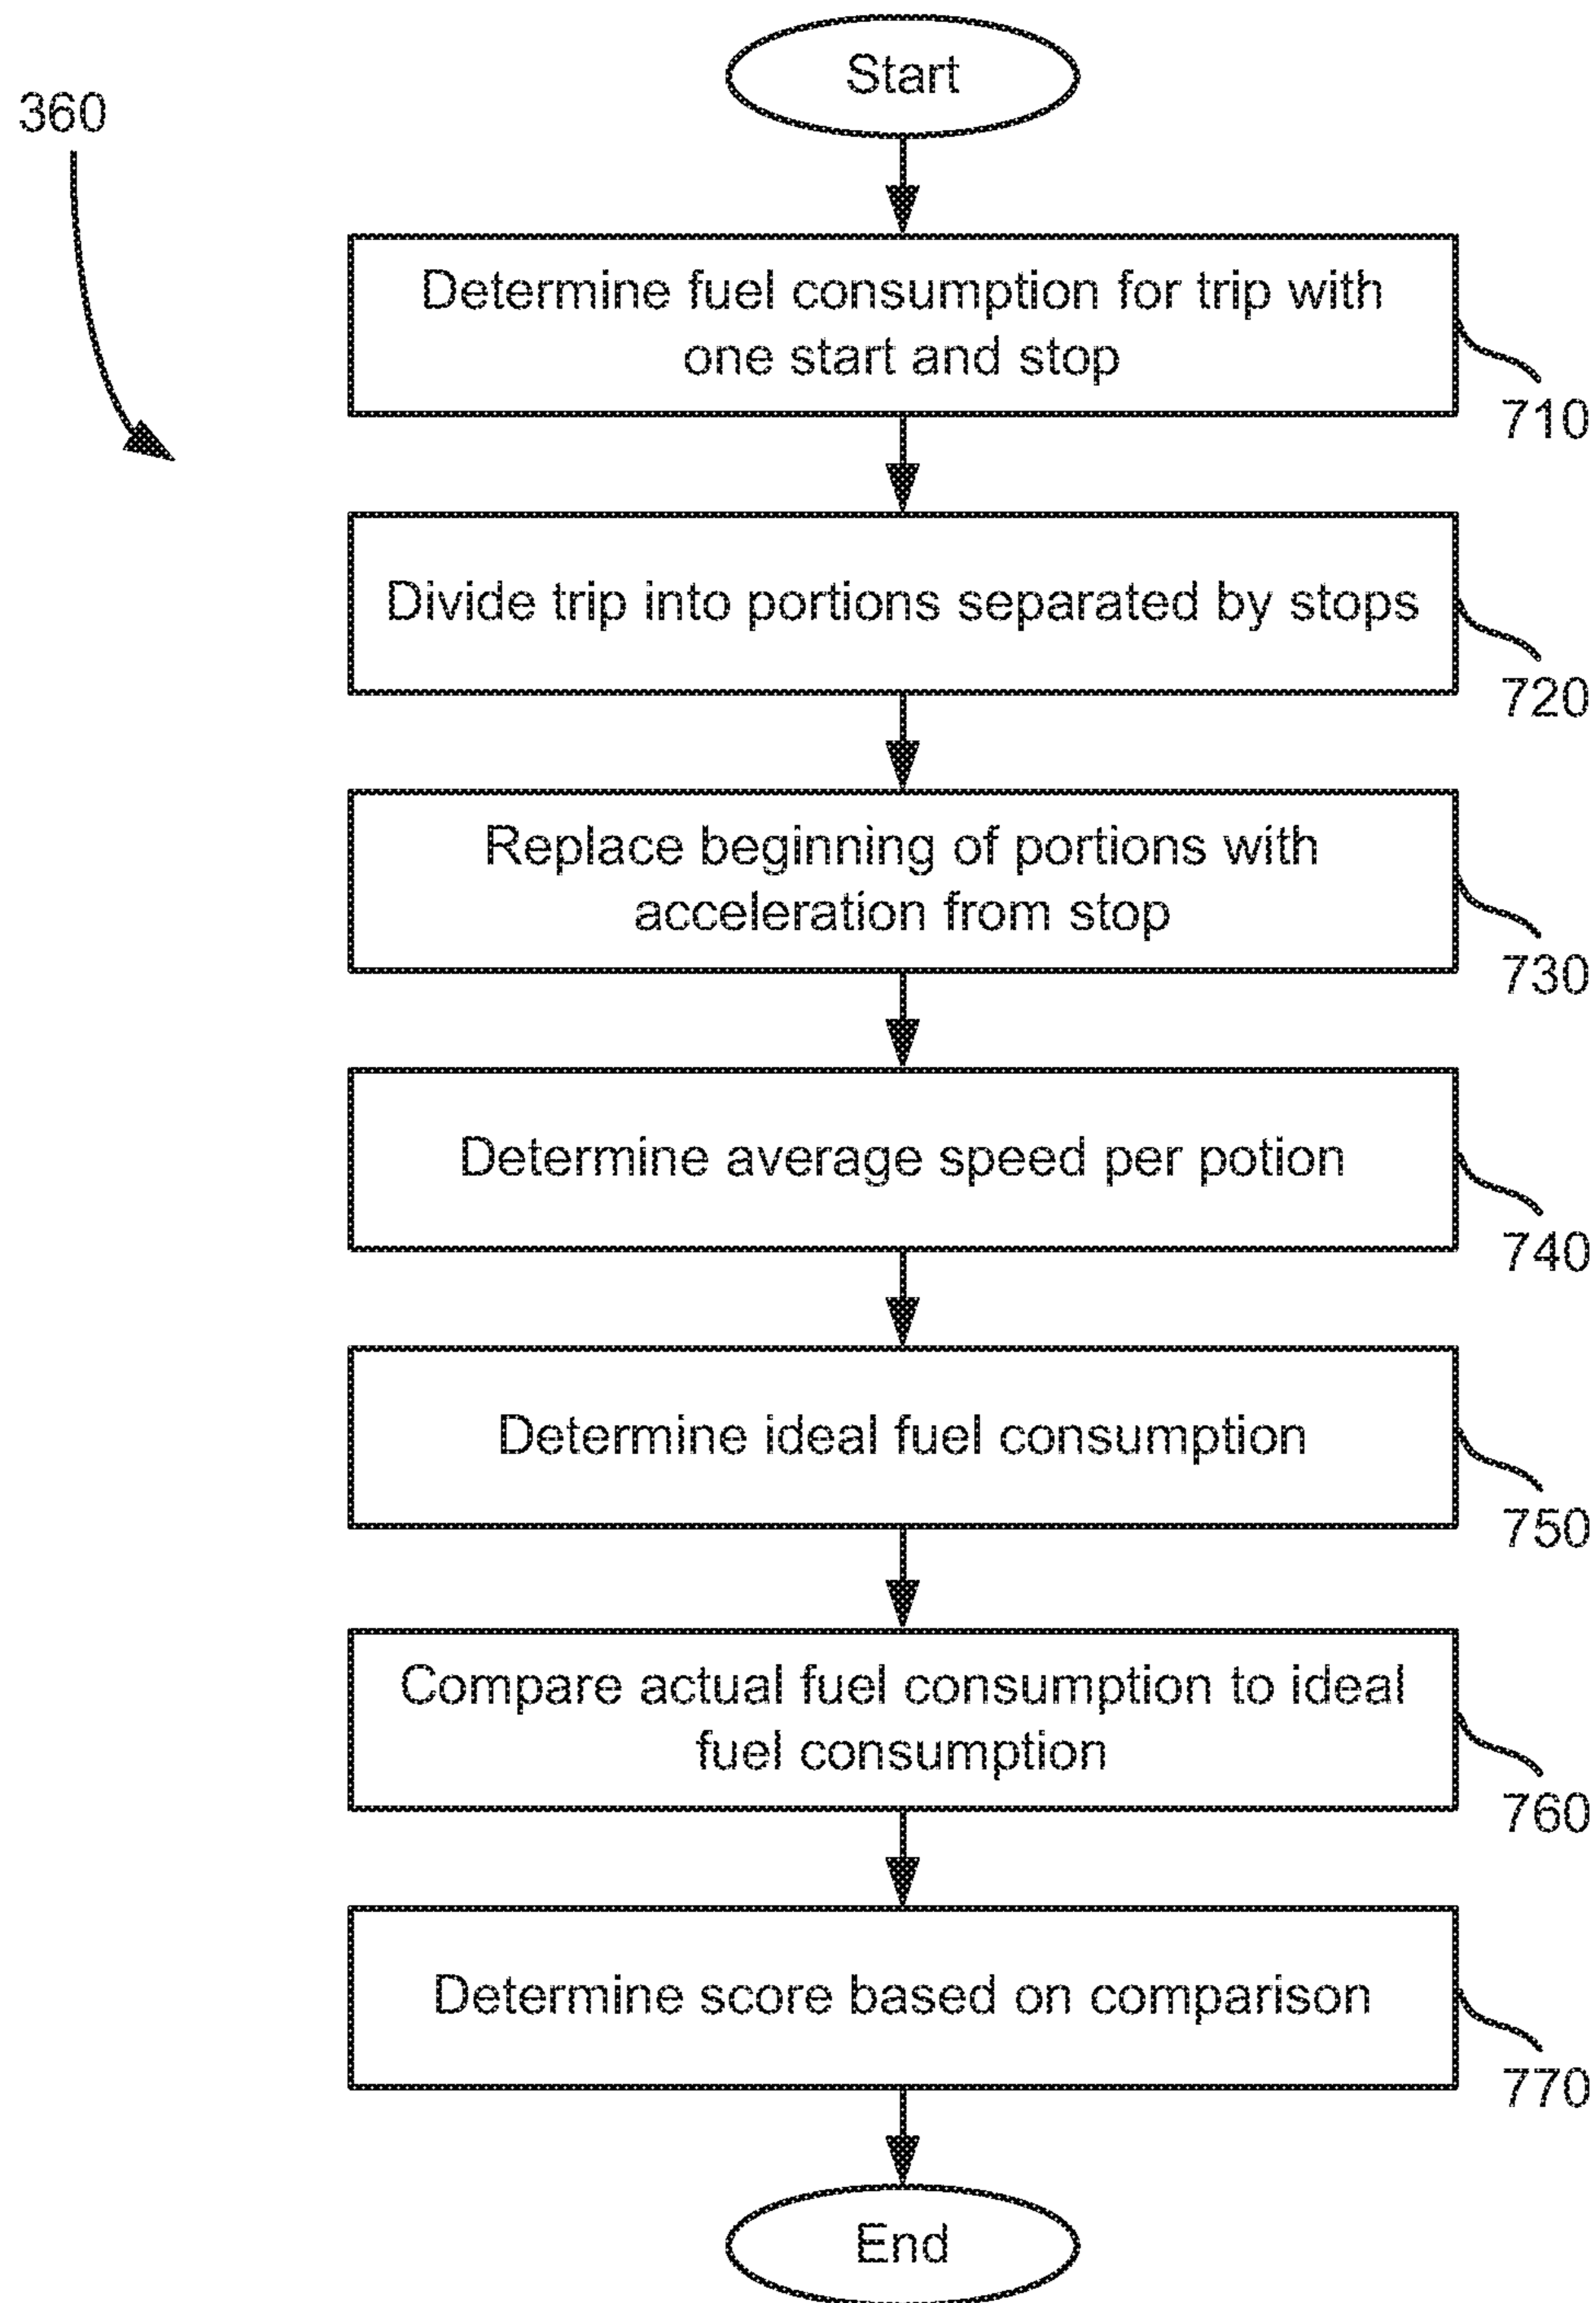 Start
360
Determine fuel consumption for trip with
one start and stop
710
Divide trip into portions separated by stops
720
Replace beginning of portions with
acceleration from stop
730
Determine average speed per potion
740
Determine ideal fuel consumption
750
Compare actual fuel consumption to ideal
fuel consumption
760
Determine score based on comparison
770
End